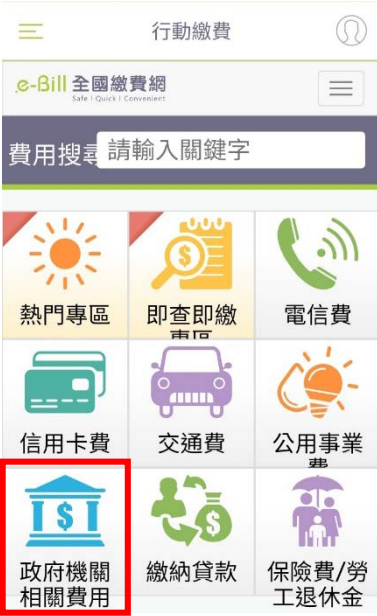 行動繳費
e-Bill 全國繳費網
Safe | Quick | Convenient
費用搜尋
請輸入關鍵字
熱門專區
即查即繳
專區
電信費
信用卡費
交通費
公用事業
費
政府機關
相關費用
繳納貸款
保險費/勞
工退休金